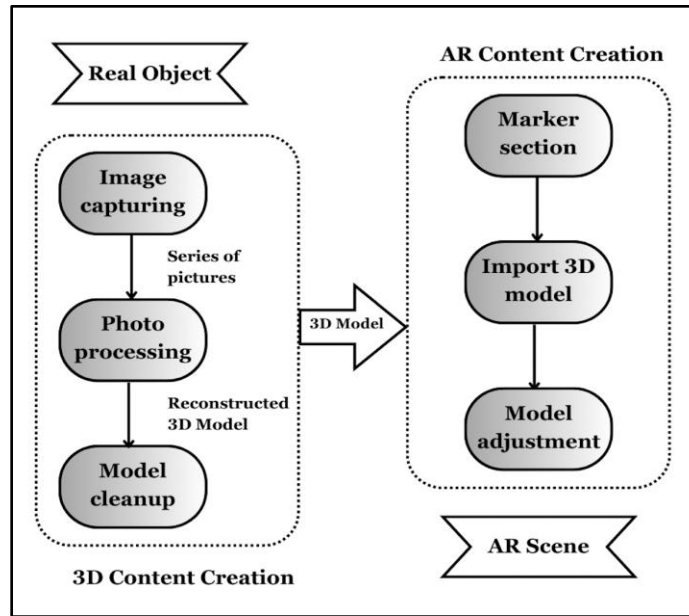 Real Object
Image
capturing
Series of
pictures
Photo
processing
Reconstructed
3D Model
Model
cleanup
3D Content Creation
3D Model
AR Content Creation
Marker
section
Import 3D
model
Model
adjustment
AR Scene